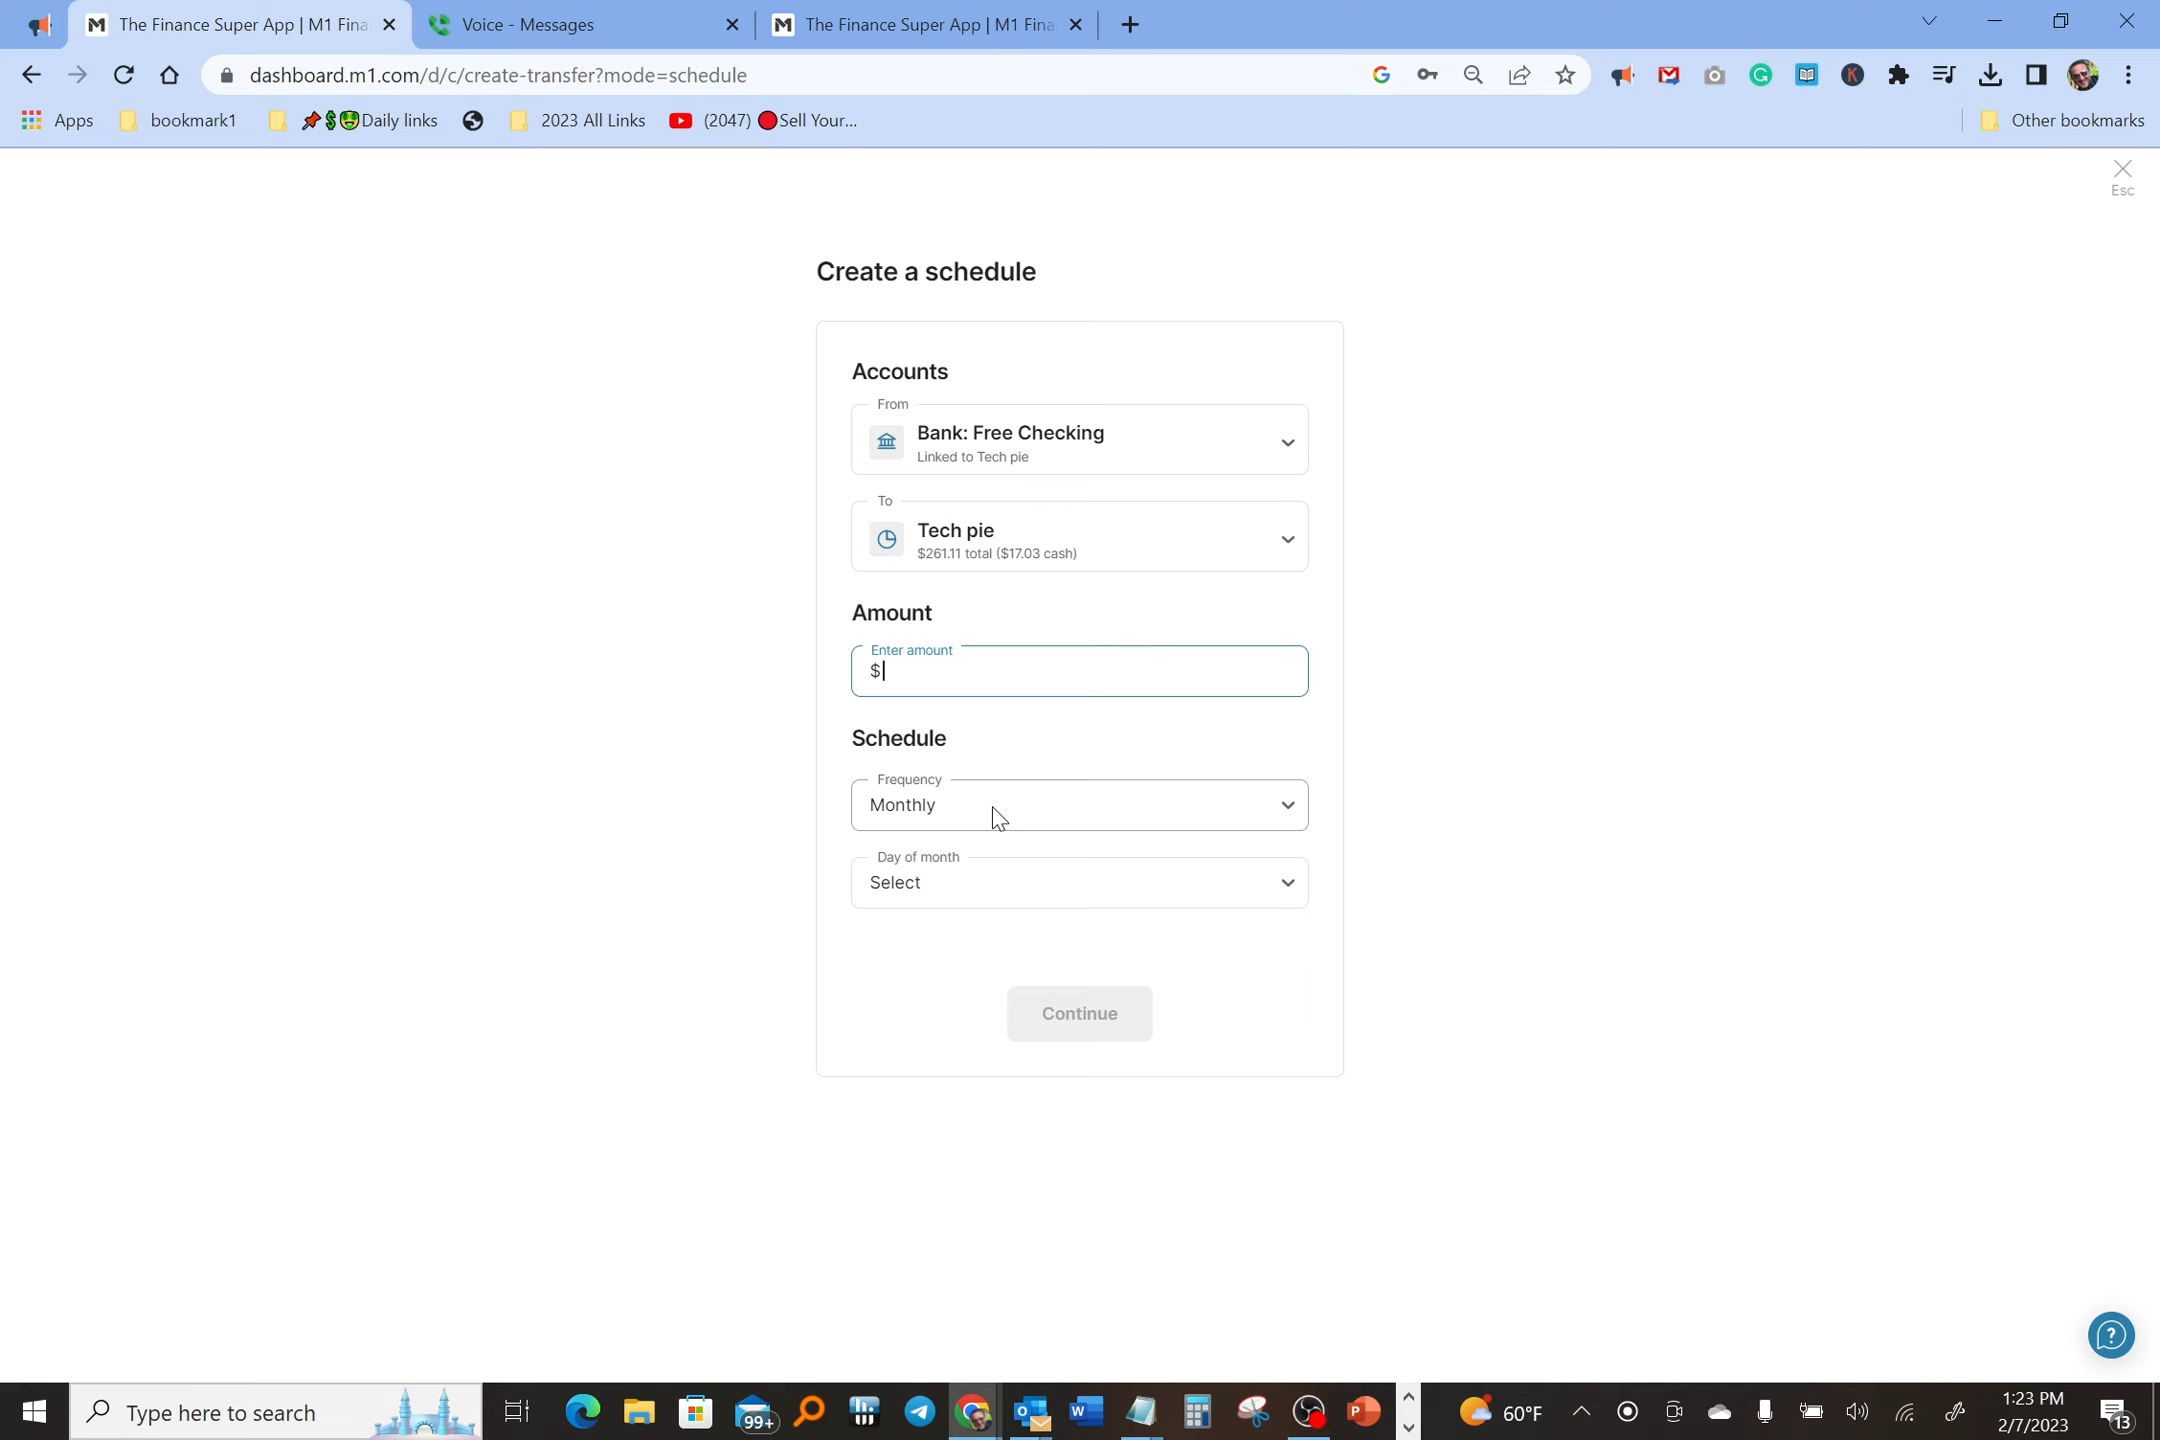 The Finance Super App | M1 Fina
Voice - Messages
The Finance Super App | M1 Fina
dashboard.m1.com/d/c/create-transfer?mode=schedule
Apps
bookmark1
Daily links
2023 All Links
(2047) 🔴Sell Your...
Other bookmarks
Esc
Create a schedule
Accounts
From
Bank: Free Checking
Linked to Tech pie
To
Tech pie
$261.11 total ($17.03 cash)
Amount
Enter amount
$
Schedule
Frequency
Monthly
Day of month
Select
Continue
Type here to search
99+
60°F
1:23 PM
2/7/2023
13